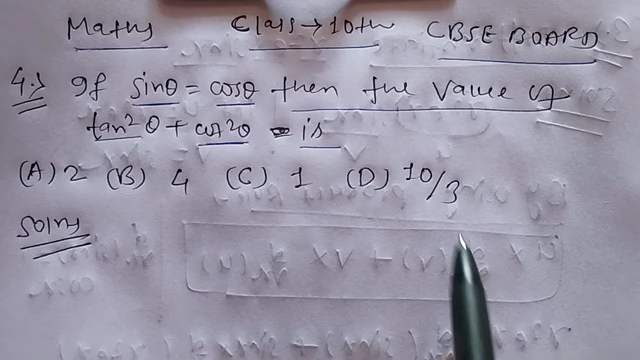 Maths Class → 10th CBSE BOARD
4.> If sinθ = cosθ then the value of
tan²θ + cot²θ is
(A) 2 (B) 4 (C) 1 (D) 10/3
Soln